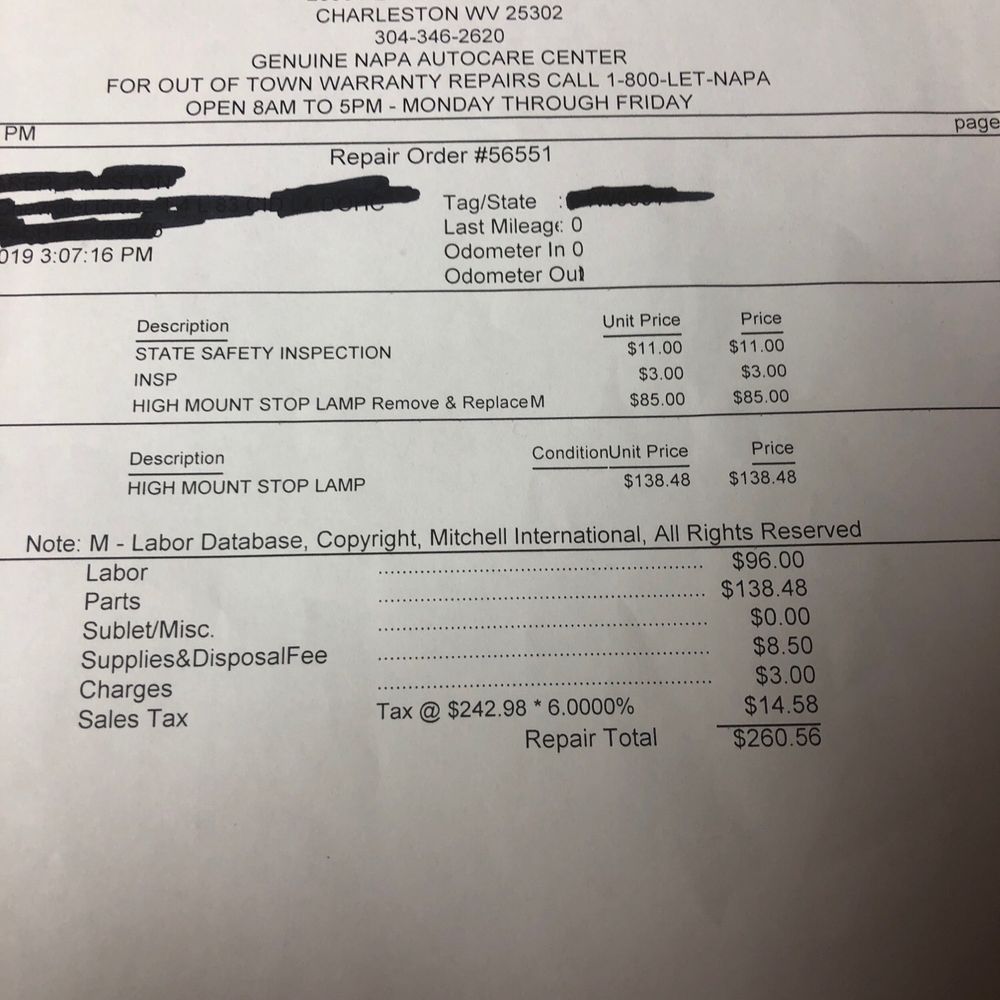 CHARLESTON WV 25302
304-346-2620
GENUINE NAPA AUTOCARE CENTER
FOR OUT OF TOWN WARRANTY REPAIRS CALL 1-800-LET-NAPA
OPEN 8AM TO 5PM - MONDAY THROUGH FRIDAY
PM page
Repair Order #56551
Tag/State :
Last Mileage: 0
Odometer In 0
019 3:07:16 PM
Odometer Out
Description Unit Price Price
STATE SAFETY INSPECTION $11.00 $11.00
INSP $3.00 $3.00
HIGH MOUNT STOP LAMP Remove & Replace M $85.00 $85.00
Description Condition Unit Price Price
HIGH MOUNT STOP LAMP $138.48 $138.48
Note: M - Labor Database, Copyright, Mitchell International, All Rights Reserved
Labor $96.00
Parts $138.48
Sublet/Misc. $0.00
Supplies&DisposalFee $8.50
Charges $3.00
Sales Tax Tax @ $242.98 * 6.0000% $14.58
Repair Total $260.56